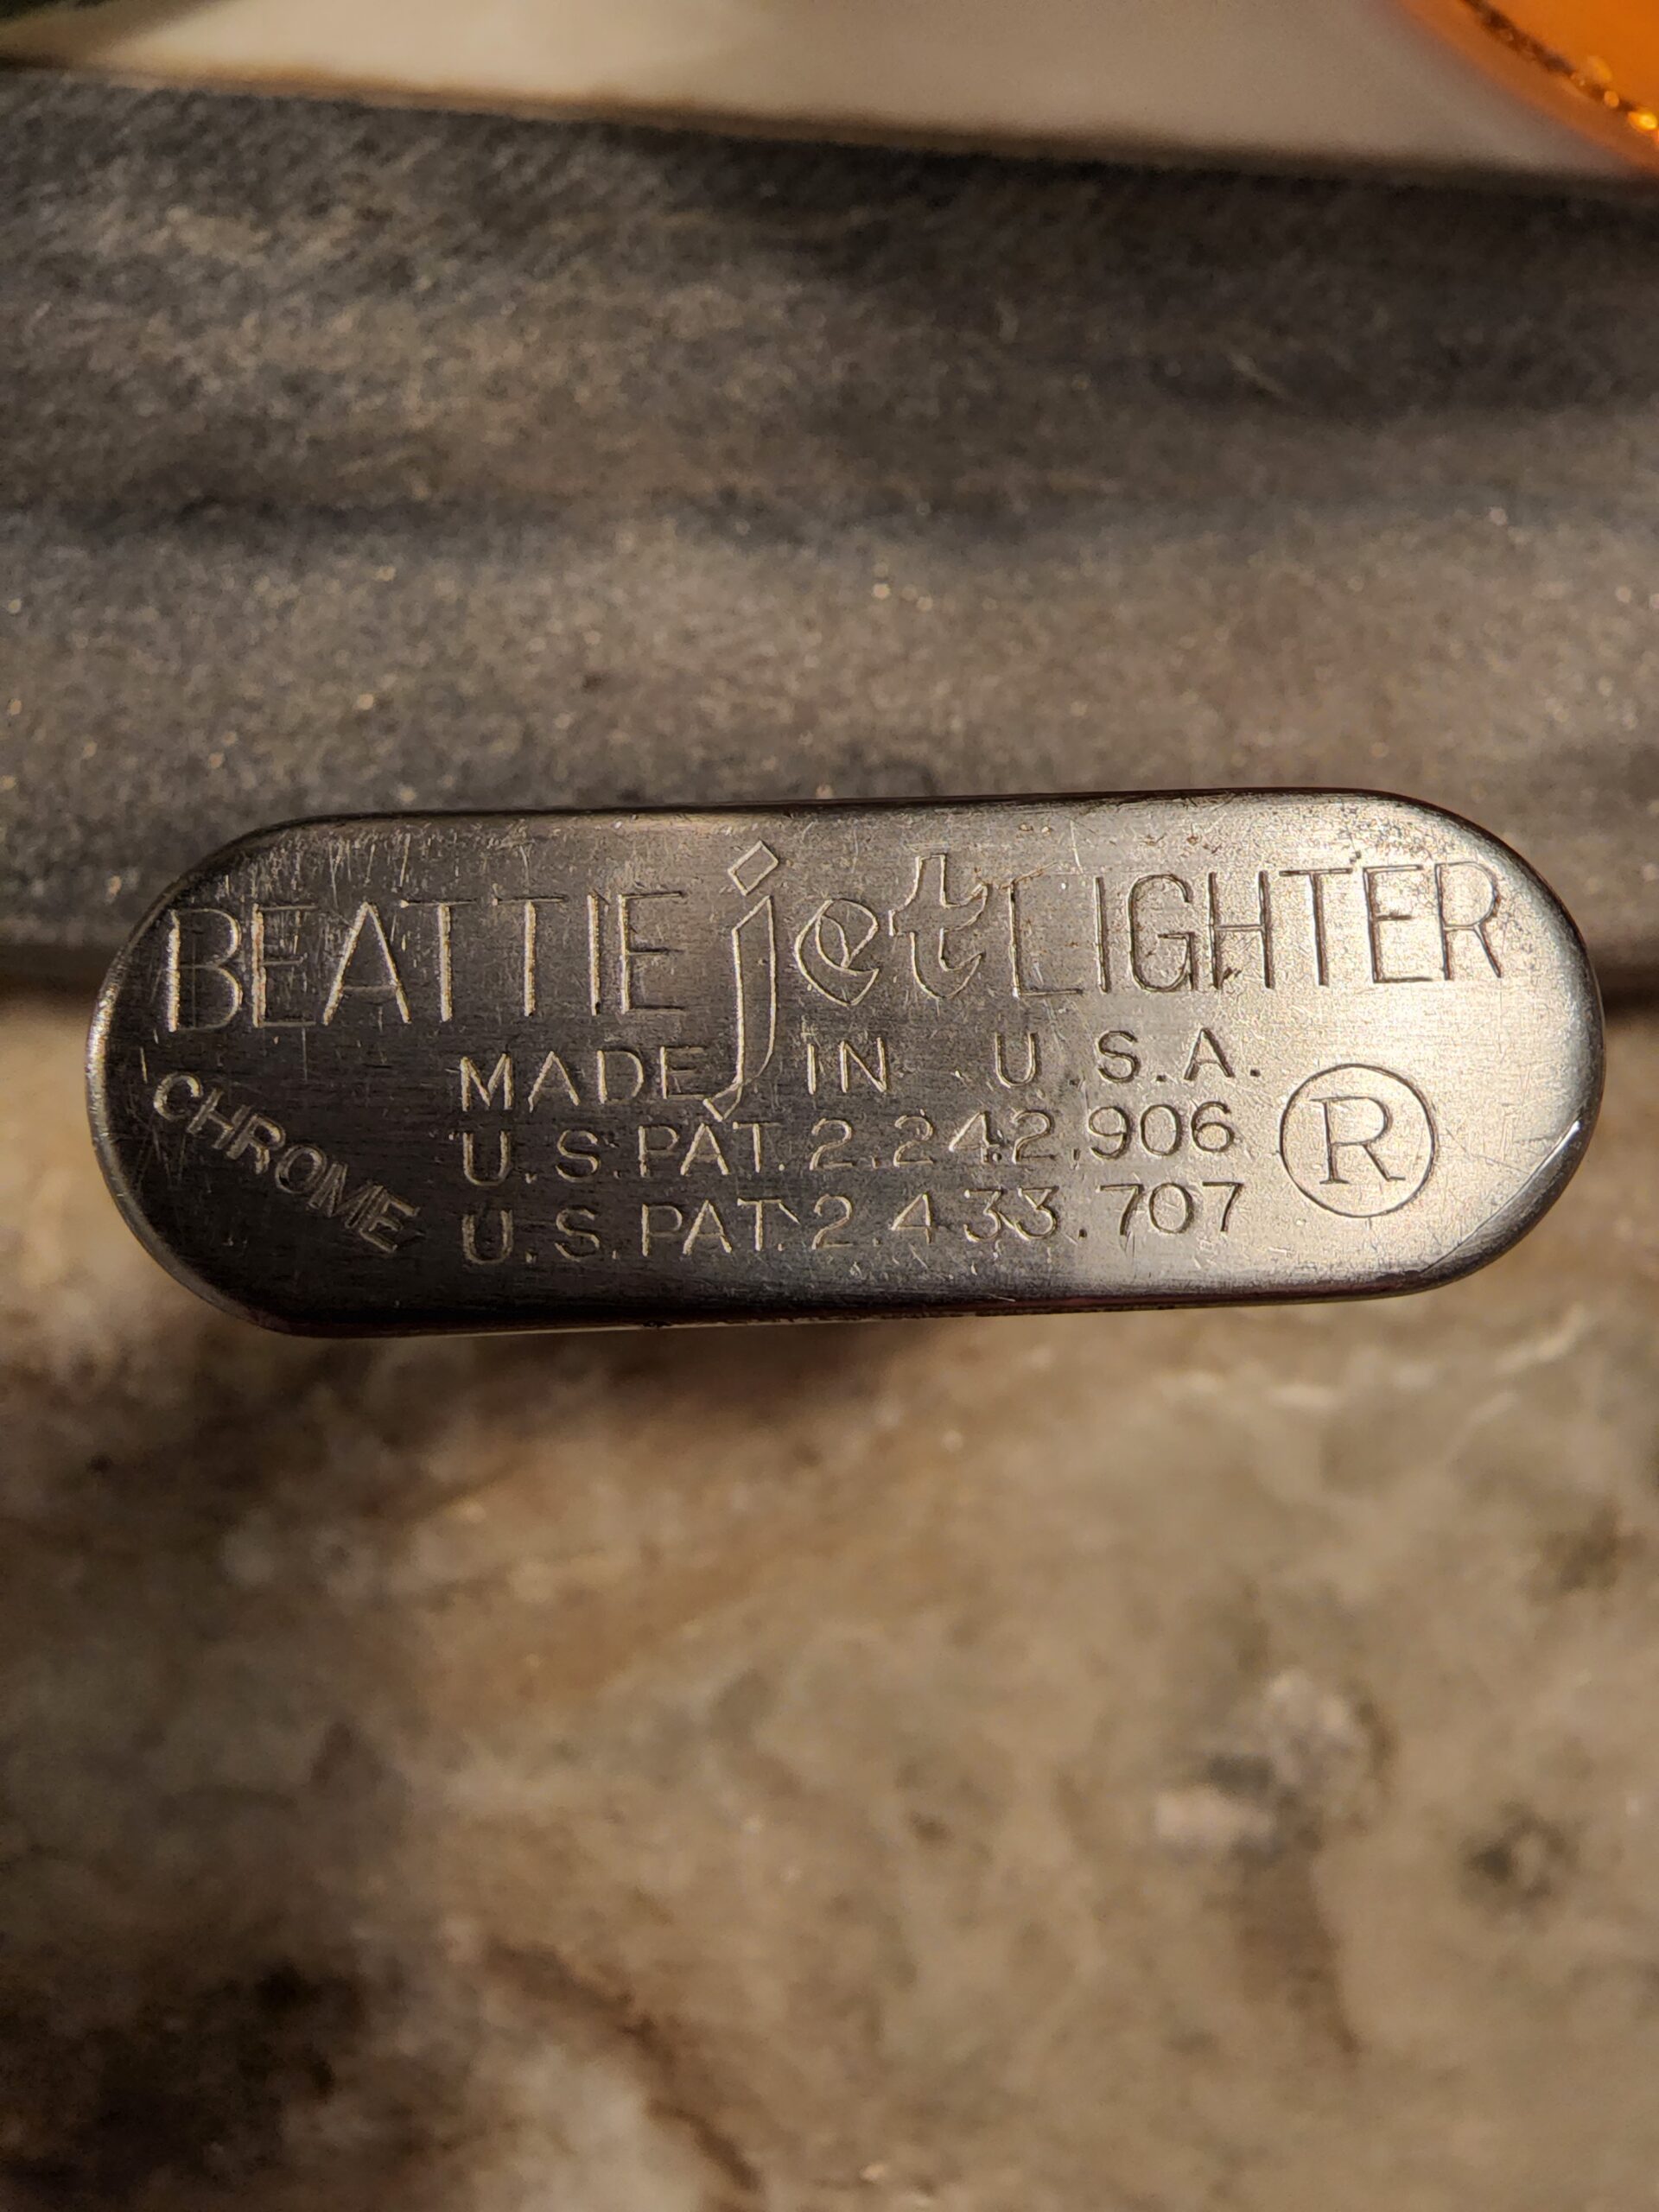 BEATTIE jet LIGHTER
MADE IN U.S.A.
CHROME
U.S.PAT.2.242.906
U.S.PAT.2.433.707
®